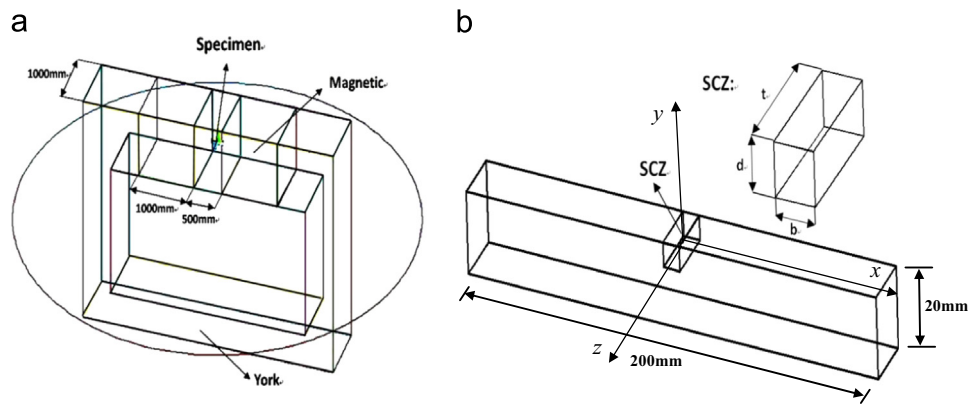 a
Specimen
1000mm
Magnetic
1000mm
500mm
York
b
SCZ:
t
d
b
y
SCZ
x
20mm
z
200mm